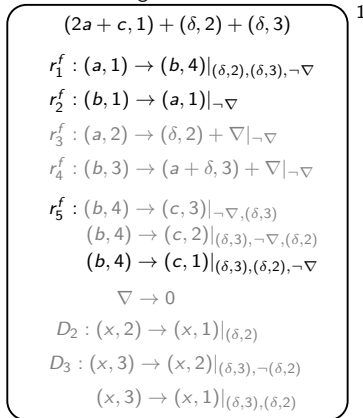 (2a + c, 1) + (δ, 2) + (δ, 3)
1
r₁ᶠ : (a, 1) → (b, 4)|₍δ,2),(δ,3),¬∇
r₂ᶠ : (b, 1) → (a, 1)|¬∇
r₃ᶠ : (a, 2) → (δ, 2) + ∇|¬∇
r₄ᶠ : (b, 3) → (a + δ, 3) + ∇|¬∇
r₅ᶠ : (b, 4) → (c, 3)|¬∇,(δ,3)
(b, 4) → (c, 2)|(δ,3),¬∇,(δ,2)
(b, 4) → (c, 1)|(δ,3),(δ,2),¬∇
∇ → 0
D₂ : (x, 2) → (x, 1)|(δ,2)
D₃ : (x, 3) → (x, 2)|(δ,3),¬(δ,2)
(x, 3) → (x, 1)|(δ,3),(δ,2)